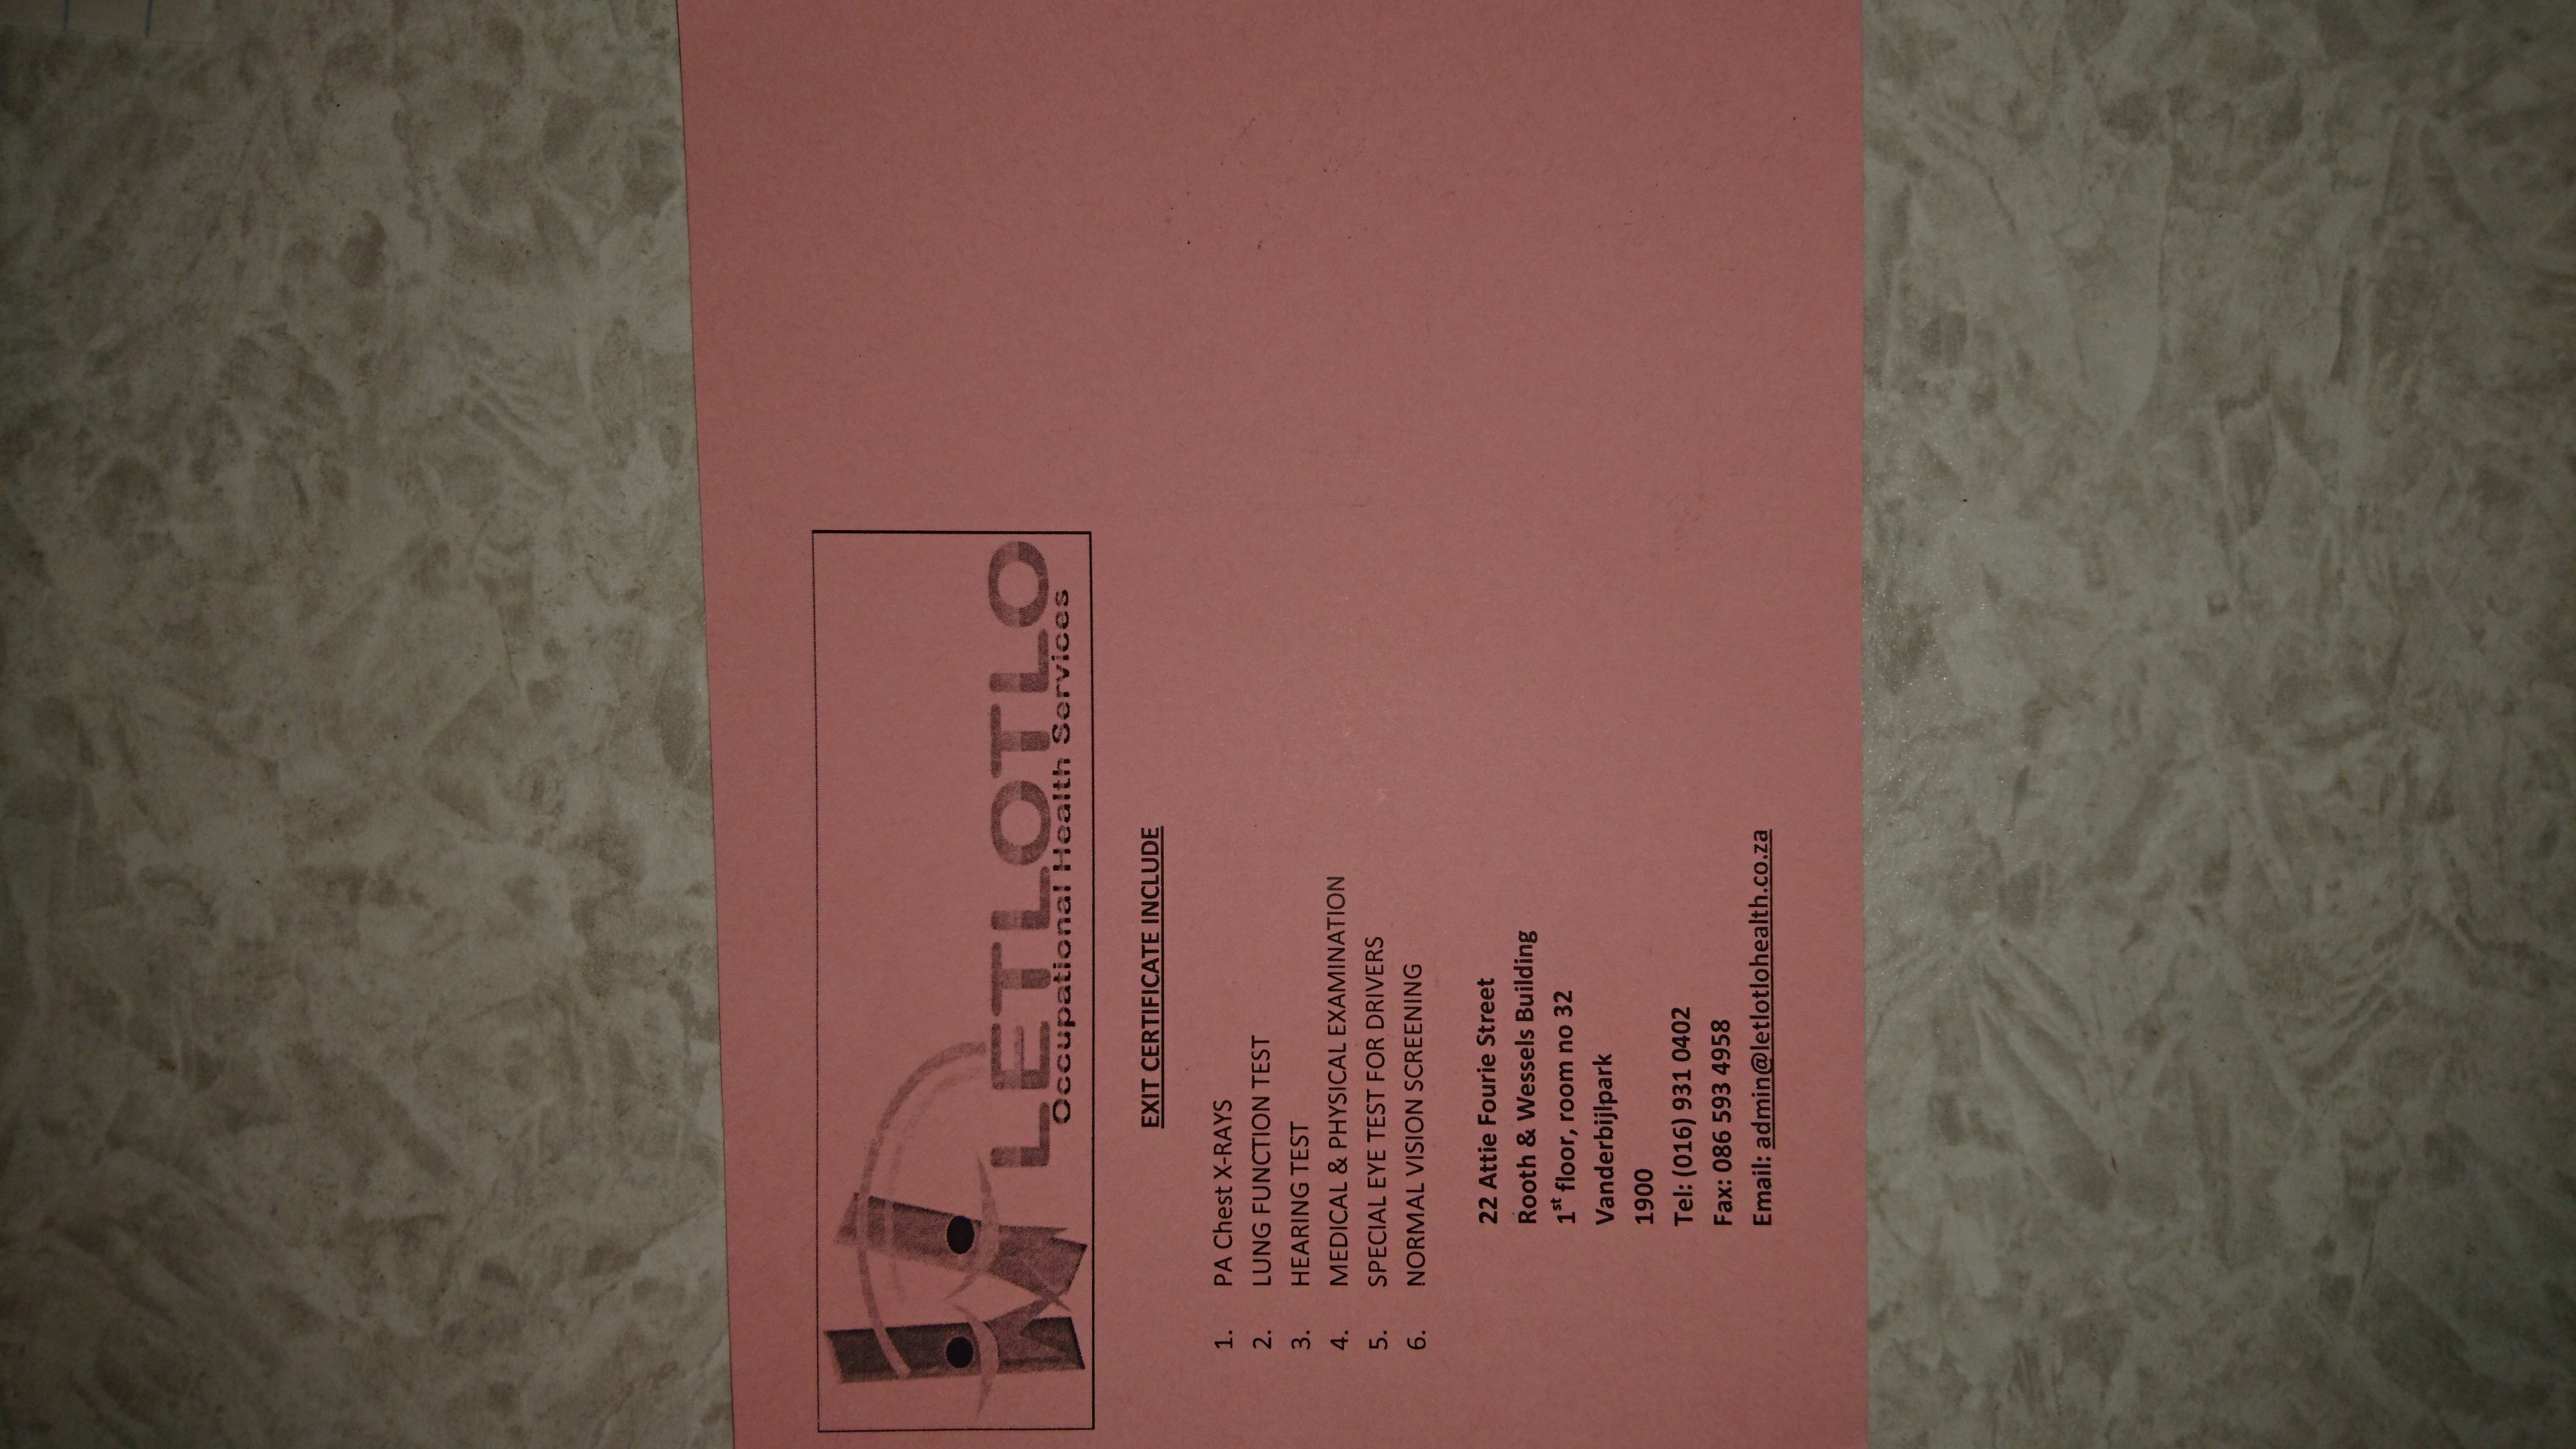 LETLOTLO
Occupational Health Services
EXIT CERTIFICATE INCLUDE
1. PA Chest X-RAYS
2. LUNG FUNCTION TEST
3. HEARING TEST
4. MEDICAL & PHYSICAL EXAMINATION
5. SPECIAL EYE TEST FOR DRIVERS
6. NORMAL VISION SCREENING
22 Attie Fourie Street
Rooth & Wessels Building
1st floor, room no 32
Vanderbijlpark
1900
Tel: (016) 931 0402
Fax: 086 593 4958
Email: admin@letlotlohealth.co.za